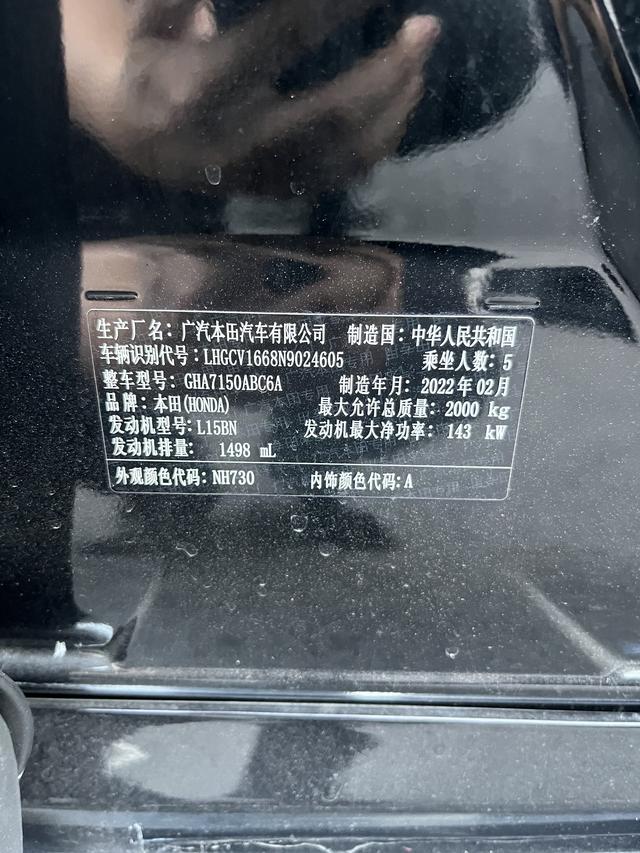 生产厂名：广汽本田汽车有限公司 制造国：中华人民共和国
车辆识别代号：LHGCV1668N9024605 乘坐人数：5
整车型号：GHA7150ABC6A 制造年月：2022年02月
品牌：本田(HONDA) 最大允许总质量：2000 kg
发动机型号：L15BN 发动机最大净功率：143 kW
发动机排量： 1498 mL
外观颜色代码：NH730 内饰颜色代码:A